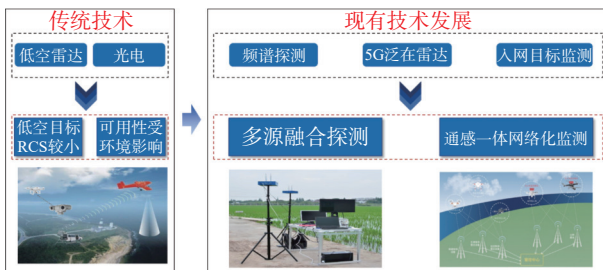 传统技术
现有技术发展
低空雷达
光电
频谱探测
5G泛在雷达
入网目标监测
低空目标
RCS较小
可用性受
环境影响
多源融合探测
通感一体网络化监测